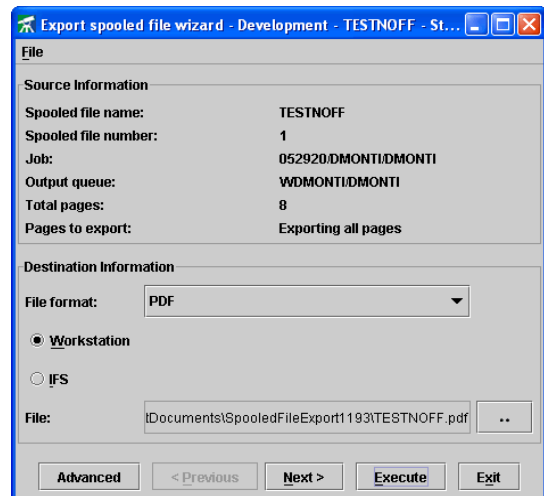 Export spooled file wizard - Development - TESTNOFF - St...
File
Source Information
Spooled file name: TESTNOFF
Spooled file number: 1
Job: 052920/DMONTI/DMONTI
Output queue: WDMONTI/DMONTI
Total pages: 8
Pages to export: Exporting all pages
Destination Information
File format: PDF
Workstation
IFS
File: tDocuments\SpooledFileExport1193\TESTNOFF.pdf ..
Advanced < Previous Next > Execute Exit